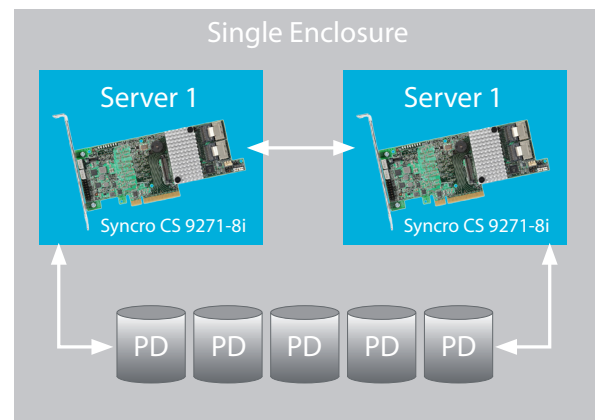 Single Enclosure
Server 1
Syncro CS 9271-8i
Server 1
Syncro CS 9271-8i
PD PD PD PD PD